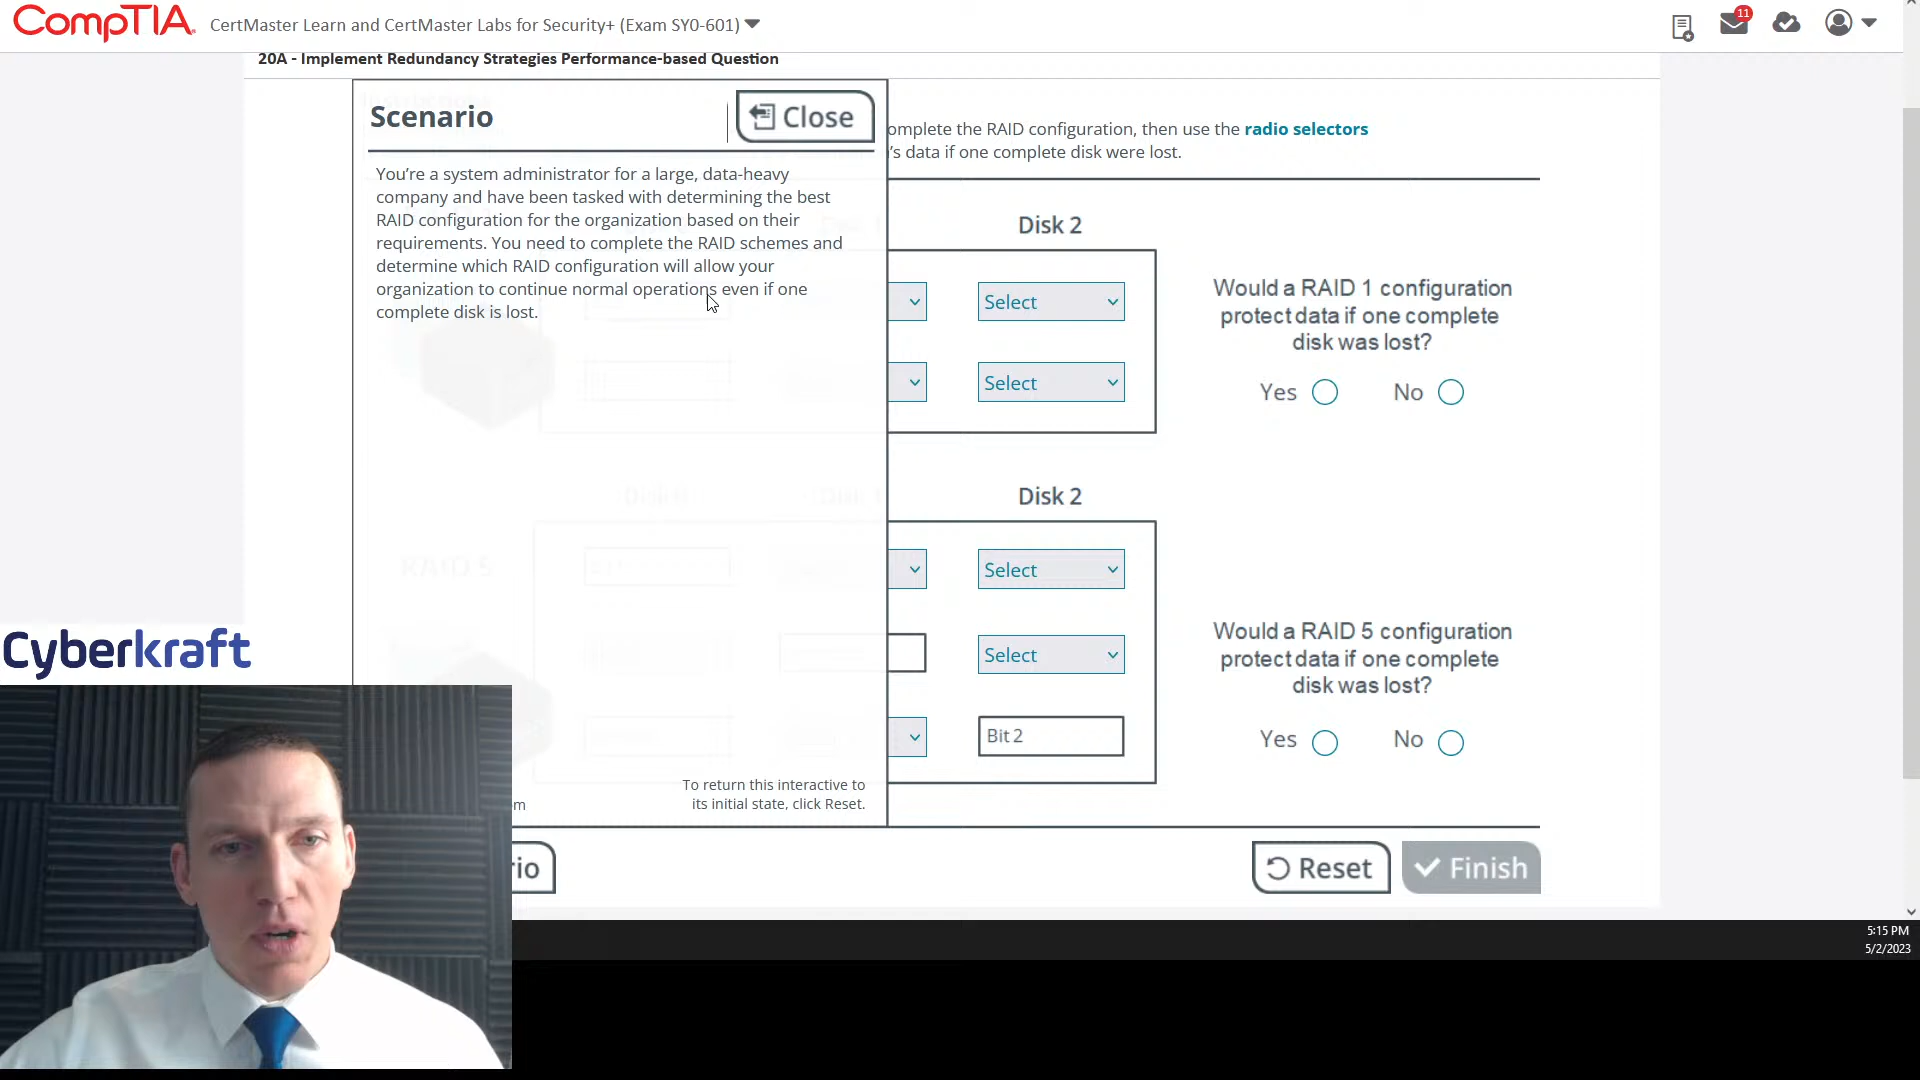 CompTIA.
CertMaster Learn and CertMaster Labs for Security+ (Exam SY0-601)
11
20A - Implement Redundancy Strategies Performance-based Question
Scenario
Close
omplete the RAID configuration, then use the radio selectors
's data if one complete disk were lost.
You're a system administrator for a large, data-heavy
company and have been tasked with determining the best
RAID configuration for the organization based on their
requirements. You need to complete the RAID schemes and
determine which RAID configuration will allow your
organization to continue normal operations even if one
complete disk is lost.
Disk 2
Select
Select
Would a RAID 1 configuration
protect data if one complete
disk was lost?
Yes
No
Disk 0
Disk 1
Disk 2
RAID 5
Select
Select
Bit 2
Would a RAID 5 configuration
protect data if one complete
disk was lost?
Yes
No
Cyberkraft
To return this interactive to
its initial state, click Reset.
m
io
Reset
Finish
5:15 PM
5/2/2023